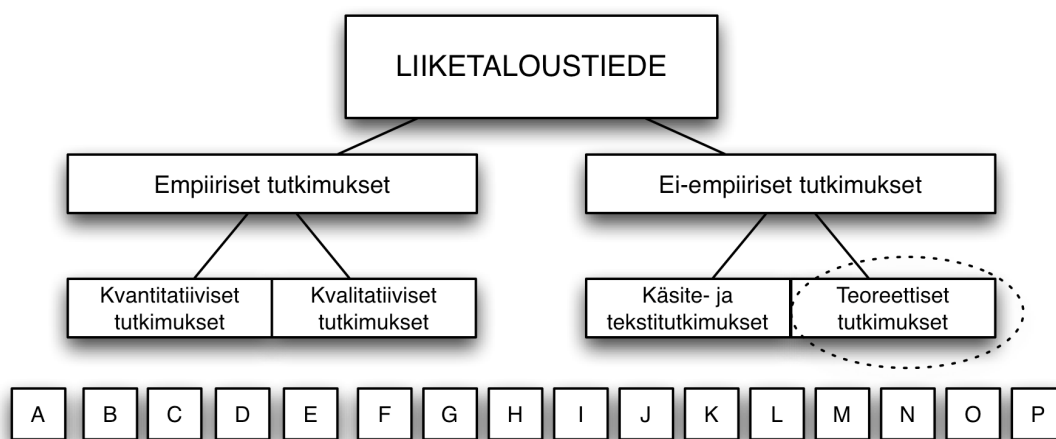 LIIKETALOUSTIEDE
Empiiriset tutkimukset
Ei-empiiriset tutkimukset
Kvantitatiiviset
tutkimukset
Kvalitatiiviset
tutkimukset
Käsite- ja
tekstitutkimukset
Teoreettiset
tutkimukset
A B C D E F G H I J K L M N O P